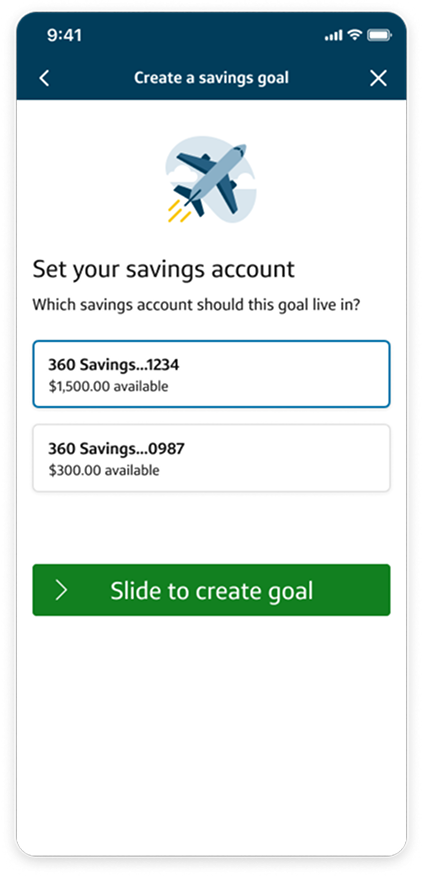 9:41
Create a savings goal
Set your savings account
Which savings account should this goal live in?
360 Savings...1234
$1,500.00 available
360 Savings...0987
$300.00 available
Slide to create goal